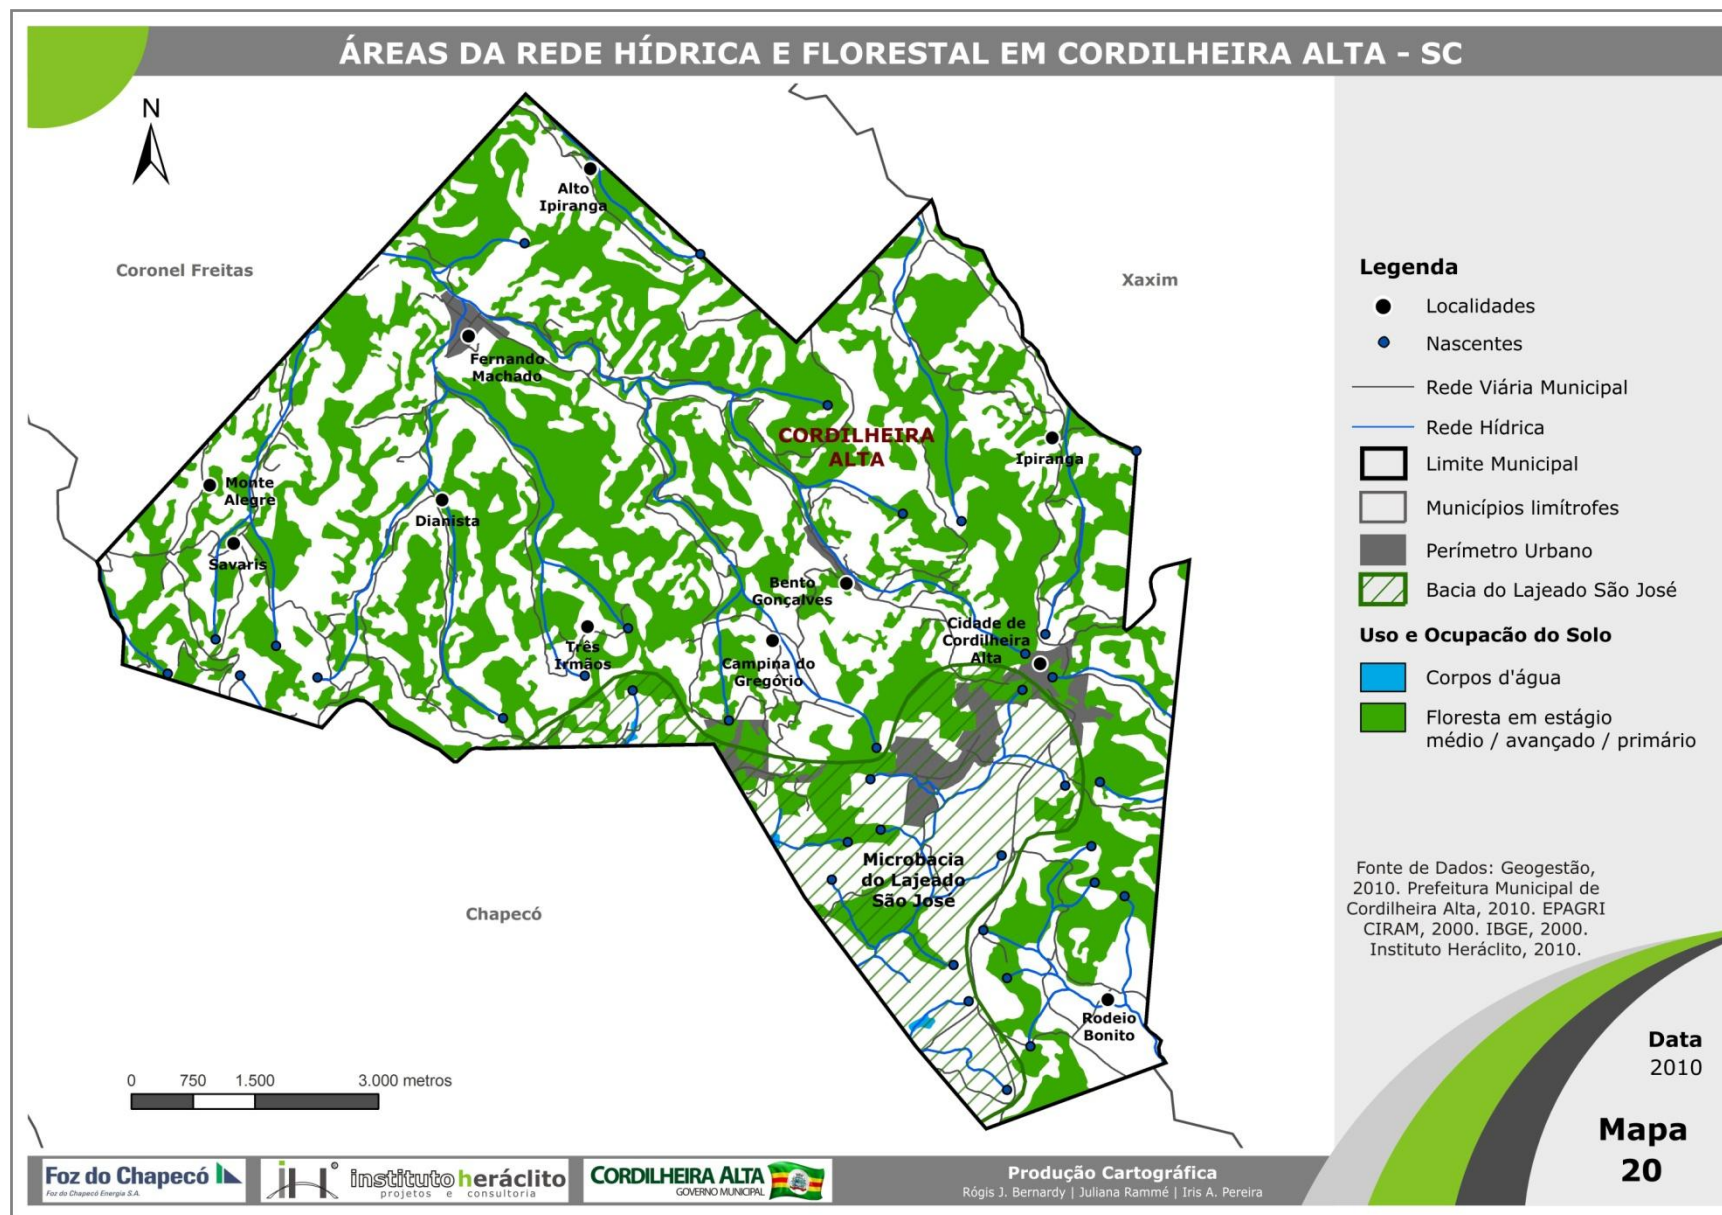 ÁREAS DA REDE HÍDRICA E FLORESTAL EM CORDILHEIRA ALTA - SC
N
Coronel Freitas
Xaxim
Chapecó
Alto
Ipiranga
Fernando
Machado
CORDILHEIRA
ALTA
Ipiranga
Monte
Alegre
Dianista
Savaris
Bento
Gonçalves
Três
Irmãos
Campina do
Gregório
Cidade de
Cordilheira
Alta
Microbacia
do Lajeado
São José
Rodeio
Bonito
0 750 1.500 3.000 metros
Legenda
Localidades
Nascentes
Rede Viária Municipal
Rede Hídrica
Limite Municipal
Municípios limítrofes
Perímetro Urbano
Bacia do Lajeado São José
Uso e Ocupacão do Solo
Corpos d'água
Floresta em estágio
médio / avançado / primário
Fonte de Dados: Geogestão,
2010. Prefeitura Municipal de
Cordilheira Alta, 2010. EPAGRI
CIRAM, 2000. IBGE, 2000.
Instituto Heráclito, 2010.
Data
2010
Mapa
20
Foz do Chapecó
Foz do Chapecó Energia S.A.
iH
instituto heráclito
projetos e consultoria
CORDILHEIRA ALTA
GOVERNO MUNICIPAL
Produção Cartográfica
Rógis J. Bernardy | Juliana Rammé | Iris A. Pereira